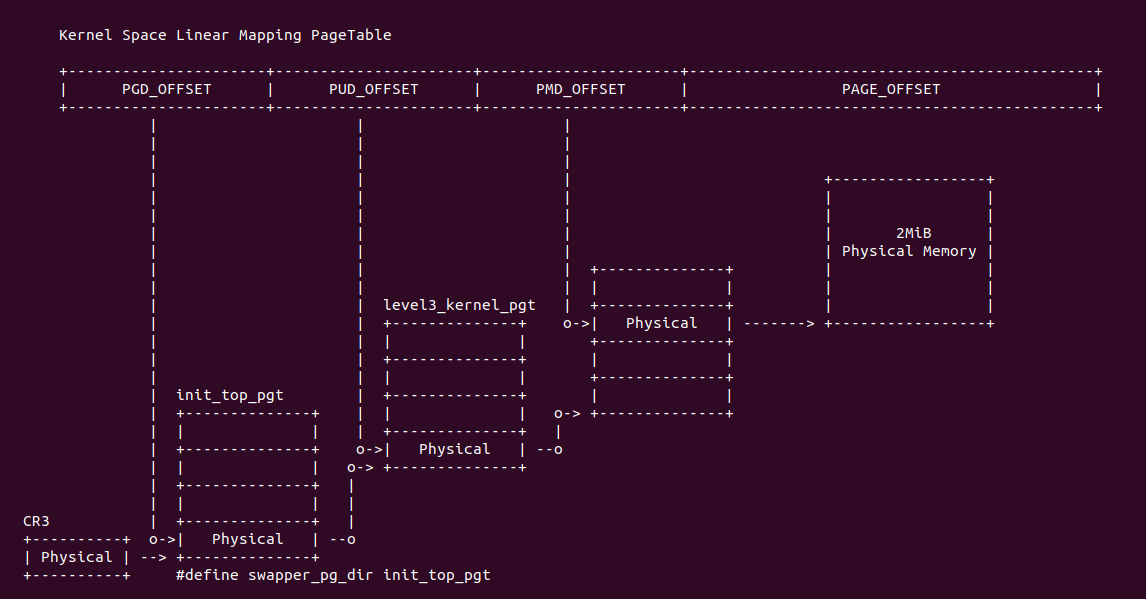 Kernel Space Linear Mapping PageTable
PGD_OFFSET PUD_OFFSET PMD_OFFSET PAGE_OFFSET
2MiB
Physical Memory
level3_kernel_pgt
Physical
init_top_pgt
Physical
CR3
Physical
Physical
#define swapper_pg_dir init_top_pgt